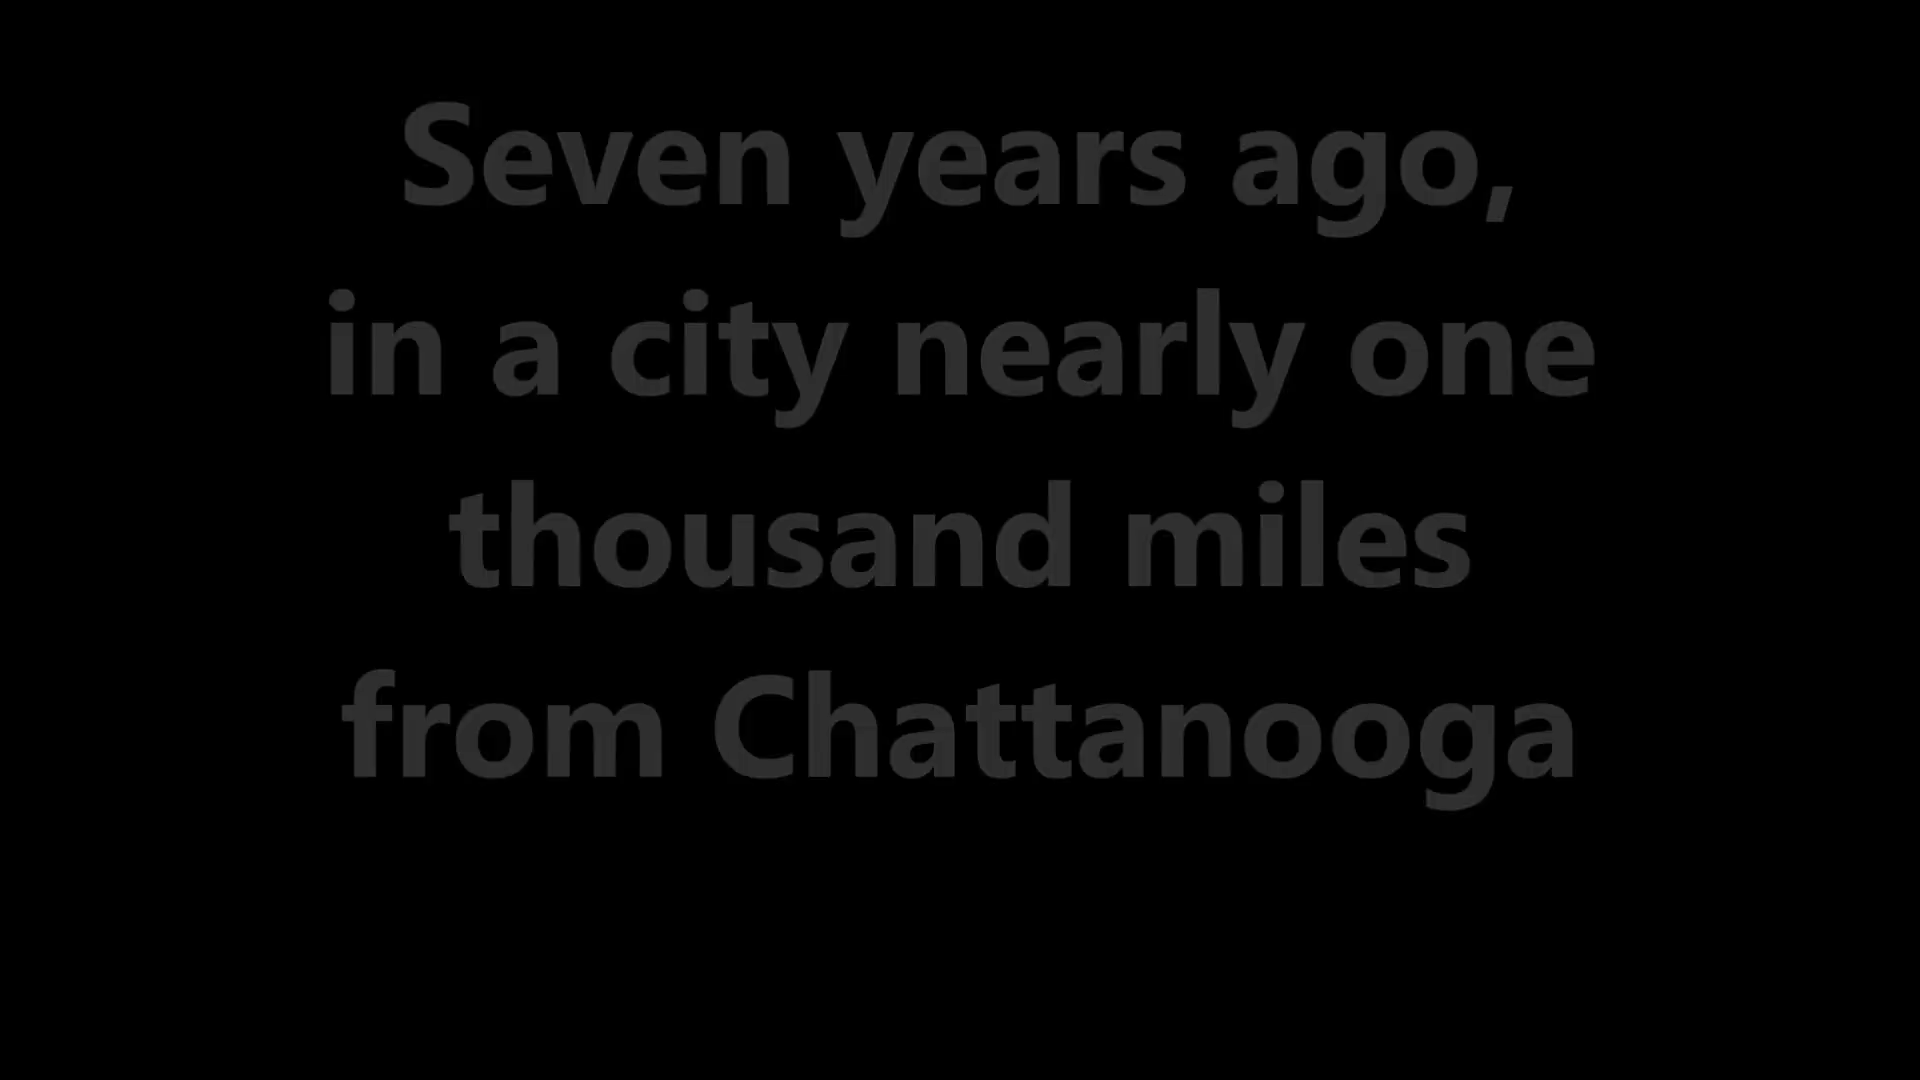 Seven years ago,
in a city nearly one
thousand miles
from Chattanooga